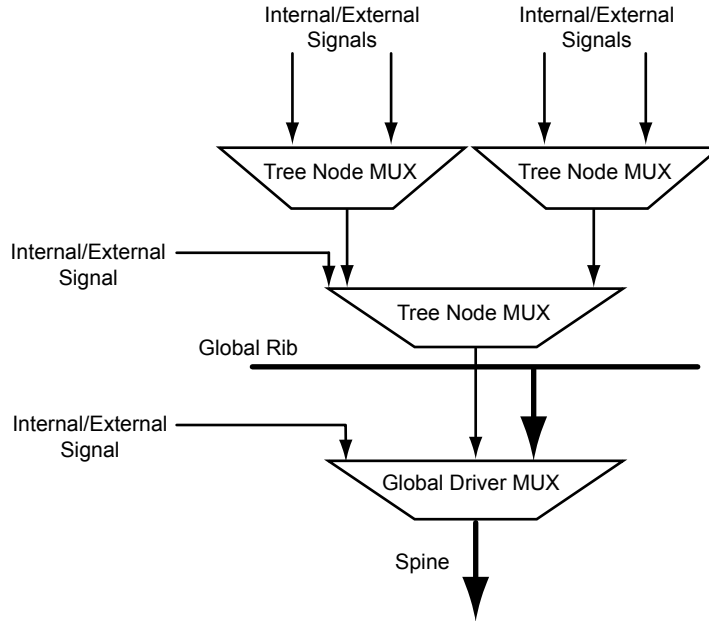 Internal/External
Signals
Internal/External
Signals
Tree Node MUX
Tree Node MUX
Internal/External
Signal
Tree Node MUX
Global Rib
Internal/External
Signal
Global Driver MUX
Spine